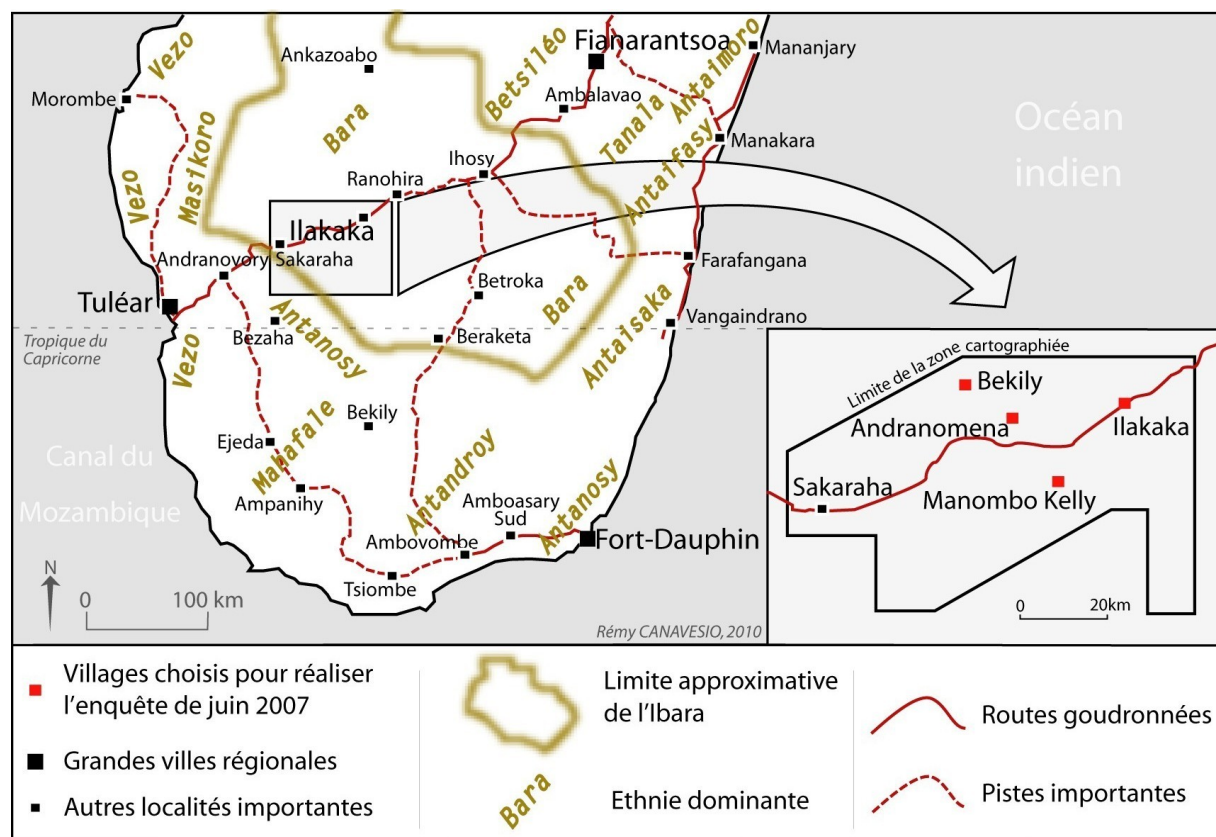 Vezo
Ankazoabo
Betsiléo
Fianarantsoa
Antaimoro
Mananjary
Morombe
Ambalavao
Océan
indien
Bara
Tanala
Manakara
Masikoro
Ihosy
Antaifasy
Vezo
Ranohira
Ilakaka
Andranovory
Sakaraha
Farafangana
Tuléar
Betroka
Bara
Antanosy
Vangaindrano
Tropique du
Capricorne
Bezaha
Beraketa
Antaisaka
Vezo
Bekily
Ejeda
Mahafale
Canal du
Mozambique
Antandroy
Ampanihy
Amboasary
Sud
Antanosy
Ambovombe
Fort-Dauphin
Tsiombe
N
0 100 km
Rémy CANAVESIO, 2010
Limite de la zone cartographiée
Bekily
Andranomena
Ilakaka
Sakaraha
Manombo Kelly
0 20km
Villages choisis pour réaliser
l'enquête de juin 2007
Grandes villes régionales
Autres localités importantes
Limite approximative
de l'Ibara
Bara
Ethnie dominante
Routes goudronnées
Pistes importantes